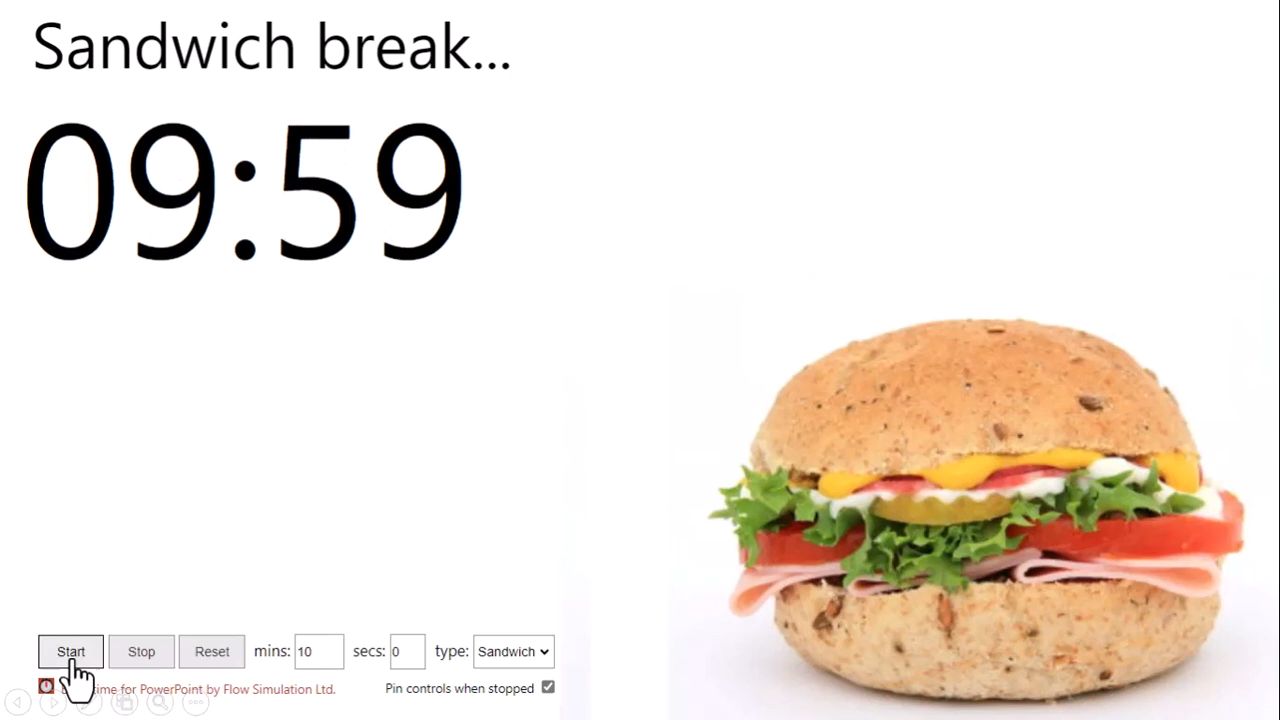 Sandwich break...
09:59
Start Stop Reset mins: 10 secs: 0 type: Sandwich
time for PowerPoint by Flow Simulation Ltd. Pin controls when stopped